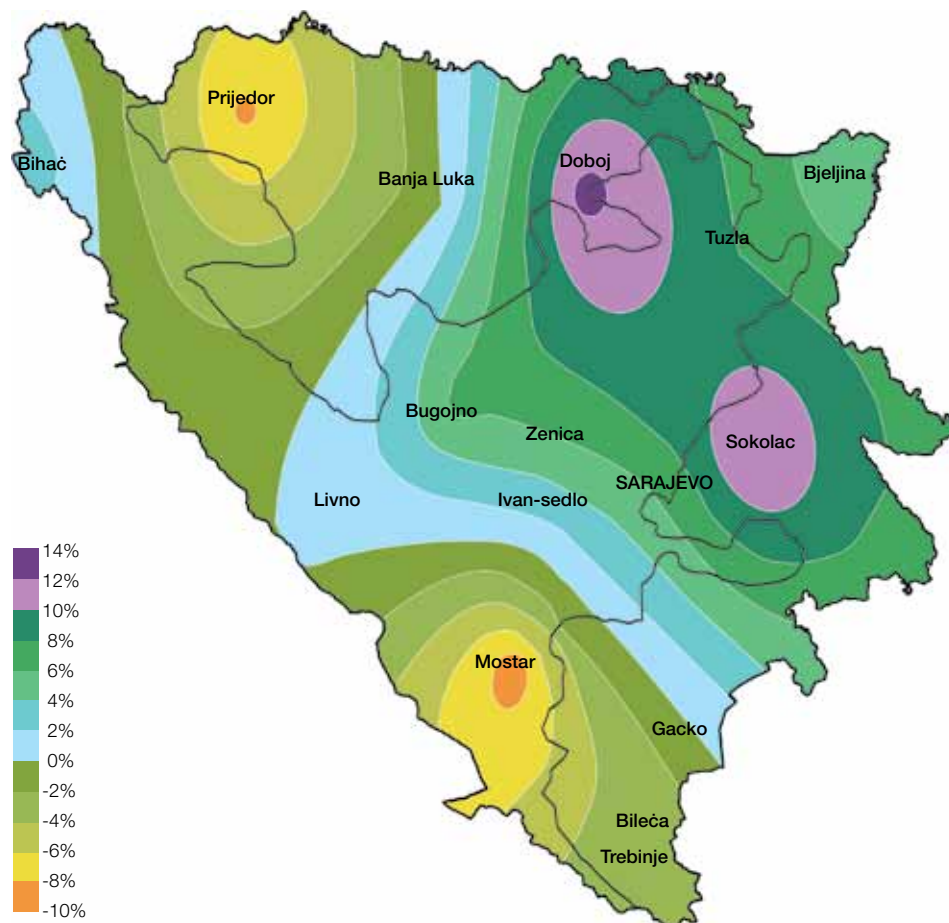 Prijedor
Bihać
Banja Luka
Doboj
Bjeljina
Tuzla
Bugojno
Zenica
Sokolac
SARAJEVO
Livno
Ivan-sedlo
Mostar
Gacko
Bileća
Trebinje
14%
12%
10%
8%
6%
4%
2%
0%
-2%
-4%
-6%
-8%
-10%